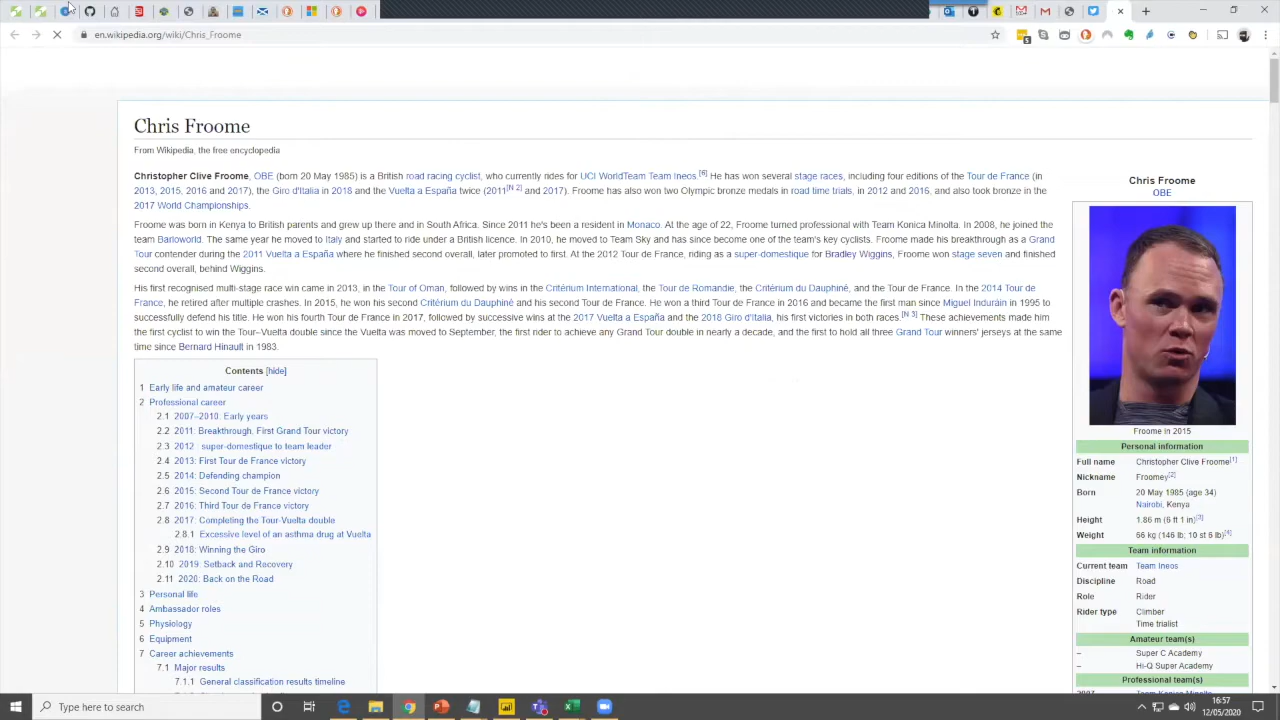 en.wikipedia.org/wiki/Chris_Froome
5
Chris Froome
From Wikipedia, the free encyclopedia
Christopher Clive Froome, OBE (born 20 May 1985) is a British road racing cyclist, who currently rides for UCI WorldTeam Team Ineos.[6] He has won several stage races, including four editions of the Tour de France (in
2013, 2015, 2016 and 2017), the Giro d'Italia in 2018 and the Vuelta a España twice (2011[N 2] and 2017). Froome has also won two Olympic bronze medals in road time trials, in 2012 and 2016, and also took bronze in the
2017 World Championships.
Froome was born in Kenya to British parents and grew up there and in South Africa. Since 2011 he's been a resident in Monaco. At the age of 22, Froome turned professional with Team Konica Minolta. In 2008, he joined the
team Barloworld. The same year he moved to Italy and started to ride under a British licence. In 2010, he moved to Team Sky and has since become one of the team's key cyclists. Froome made his breakthrough as a Grand
Tour contender during the 2011 Vuelta a España where he finished second overall, later promoted to first. At the 2012 Tour de France, riding as a super-domestique for Bradley Wiggins, Froome won stage seven and finished
second overall, behind Wiggins.
His first recognised multi-stage race win came in 2013, in the Tour of Oman, followed by wins in the Critérium International, the Tour de Romandie, the Critérium du Dauphiné, and the Tour de France. In the 2014 Tour de
France, he retired after multiple crashes. In 2015, he won his second Critérium du Dauphiné and his second Tour de France. He won a third Tour de France in 2016 and became the first man since Miguel Induráin in 1995 to
successfully defend his title. He won his fourth Tour de France in 2017, followed by successive wins at the 2017 Vuelta a España and the 2018 Giro d'Italia, his first victories in both races.[N 3] These achievements made him
the first cyclist to win the Tour–Vuelta double since the Vuelta was moved to September, the first rider to achieve any Grand Tour double in nearly a decade, and the first to hold all three Grand Tour winners' jerseys at the same
time since Bernard Hinault in 1983.
Contents [hide]
1 Early life and amateur career
2 Professional career
2.1 2007–2010: Early years
2.2 2011: Breakthrough, First Grand Tour victory
2.3 2012 : super-domestique to team leader
2.4 2013: First Tour de France victory
2.5 2014: Defending champion
2.6 2015: Second Tour de France victory
2.7 2016: Third Tour de France victory
2.8 2017: Completing the Tour-Vuelta double
2.8.1 Excessive level of an asthma drug at Vuelta
2.9 2018: Winning the Giro
2.10 2019: Setback and Recovery
2.11 2020: Back on the Road
3 Personal life
4 Ambassador roles
5 Physiology
6 Equipment
7 Career achievements
7.1 Major results
7.1.1 General classification results timeline
Chris Froome
OBE
Froome in 2015
Personal information
Full name Christopher Clive Froome[1]
Nickname Froomey[2]
Born 20 May 1985 (age 34)
Nairobi, Kenya
Height 1.86 m (6 ft 1 in)[3]
Weight 66 kg (146 lb; 10 st 6 lb)[4]
Team information
Current team Team Ineos
Discipline Road
Role Rider
Rider type Climber
Time trialist
Amateur team(s)
– Super C Academy
– Hi-Q Super Academy
Professional team(s)
2007 Team Konica Minolta
Type here to search
16:57
12/05/2020